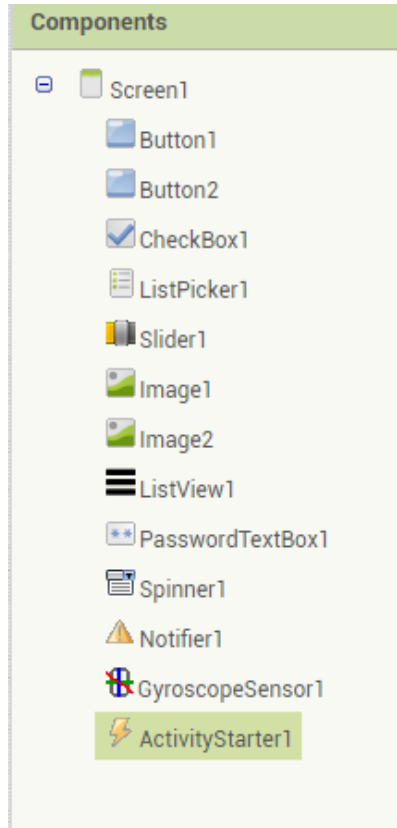 Components
Screen1
Button1
Button2
CheckBox1
ListPicker1
Slider1
Image1
Image2
ListView1
PasswordTextBox1
Spinner1
Notifier1
GyroscopeSensor1
ActivityStarter1